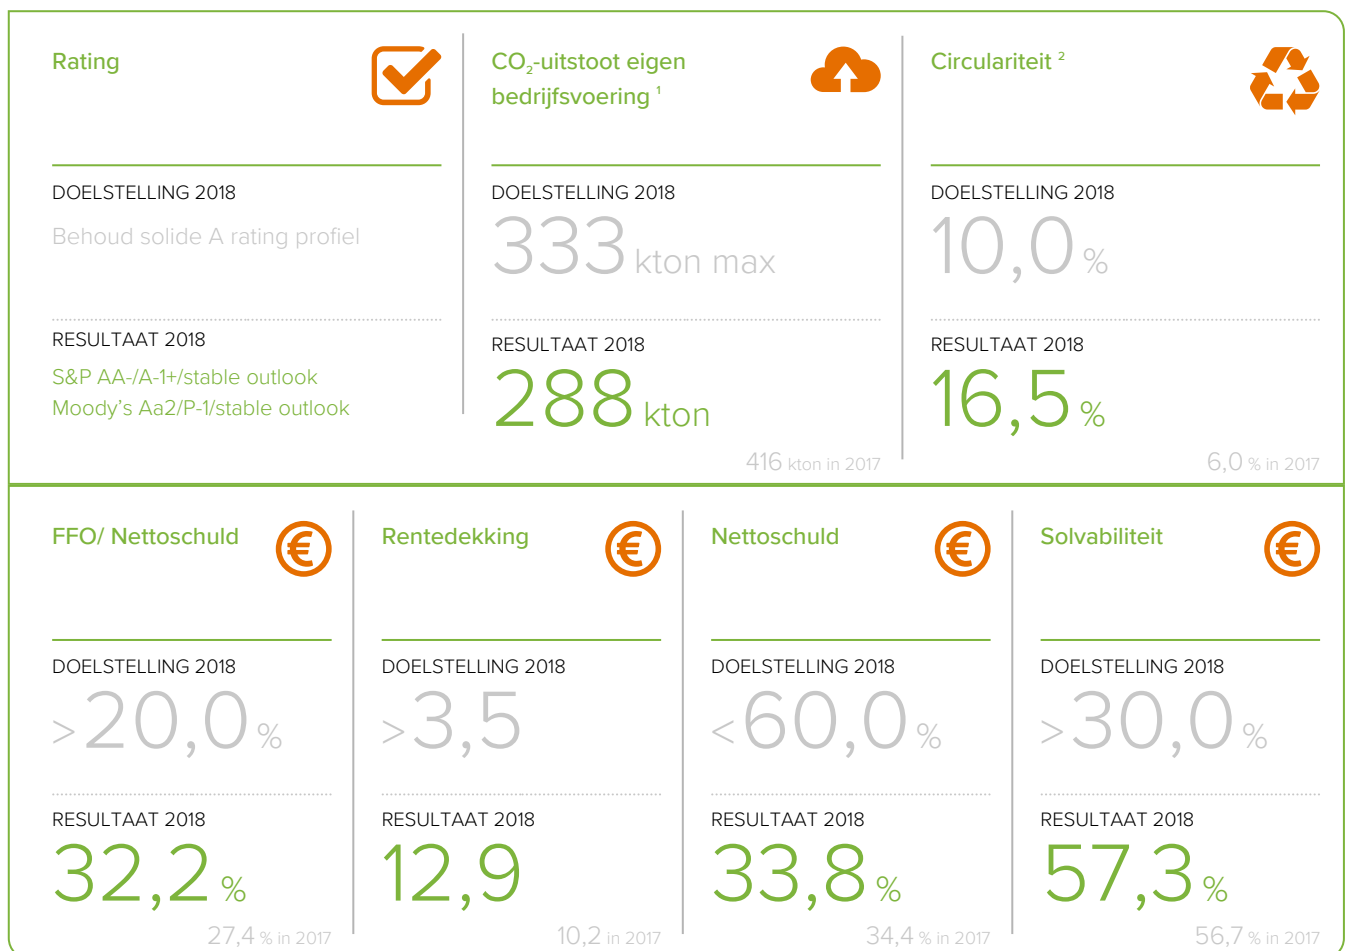 Rating
DOELSTELLING 2018
Behoud solide A rating profiel
RESULTAAT 2018
S&P AA-/A-1+/stable outlook
Moody's Aa2/P-1/stable outlook
CO₂-uitstoot eigen
bedrijfsvoering ¹
DOELSTELLING 2018
333 kton max
RESULTAAT 2018
288 kton
416 kton in 2017
Circulariteit ²
DOELSTELLING 2018
10,0 %
RESULTAAT 2018
16,5 %
6,0 % in 2017
FFO/ Nettoschuld
DOELSTELLING 2018
>20,0 %
RESULTAAT 2018
32,2 %
27,4 % in 2017
Rentedekking
DOELSTELLING 2018
>3,5
RESULTAAT 2018
12,9
10,2 in 2017
Nettoschuld
DOELSTELLING 2018
<60,0 %
RESULTAAT 2018
33,8 %
34,4 % in 2017
Solvabiliteit
DOELSTELLING 2018
>30,0 %
RESULTAAT 2018
57,3 %
56,7 % in 2017